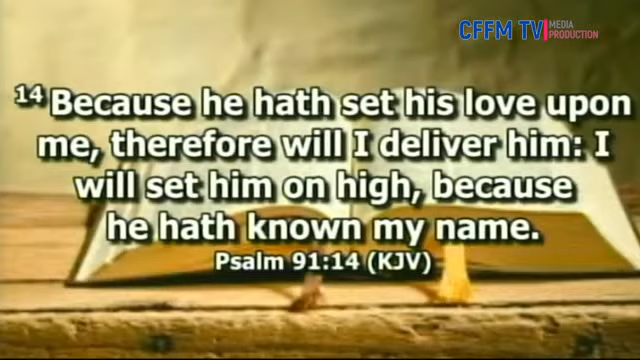 CFFM TV MEDIA
PRODUCTION
14 Because he hath set his love upon
me, therefore will I deliver him: I
will set him on high, because
he hath known my name.
Psalm 91:14 (KJV)